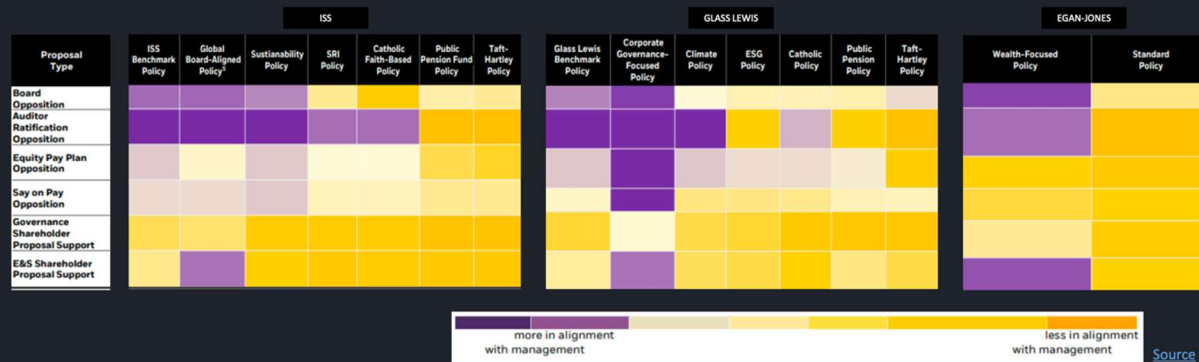 ISS
GLASS LEWIS
EGAN-JONES
Proposal
Type
ISS
Benchmark
Policy
Global
Board-Aligned
Policy§
Sustianability
Policy
SRI
Policy
Catholic
Faith-Based
Policy
Public
Pension Fund
Policy
Taft-
Hartley
Policy
Glass Lewis
Benchmark
Policy
Corporate
Governance-
Focused
Policy
Climate
Policy
ESG
Policy
Catholic
Policy
Public
Pension
Policy
Taft-
Hartley
Policy
Wealth-Focused
Policy
Standard
Policy
Board
Opposition
Auditor
Ratification
Opposition
Equity Pay Plan
Opposition
Say on Pay
Opposition
Governance
Shareholder
Proposal Support
E&S Shareholder
Proposal Support
more in alignment
with management
less in alignment
with management
Source